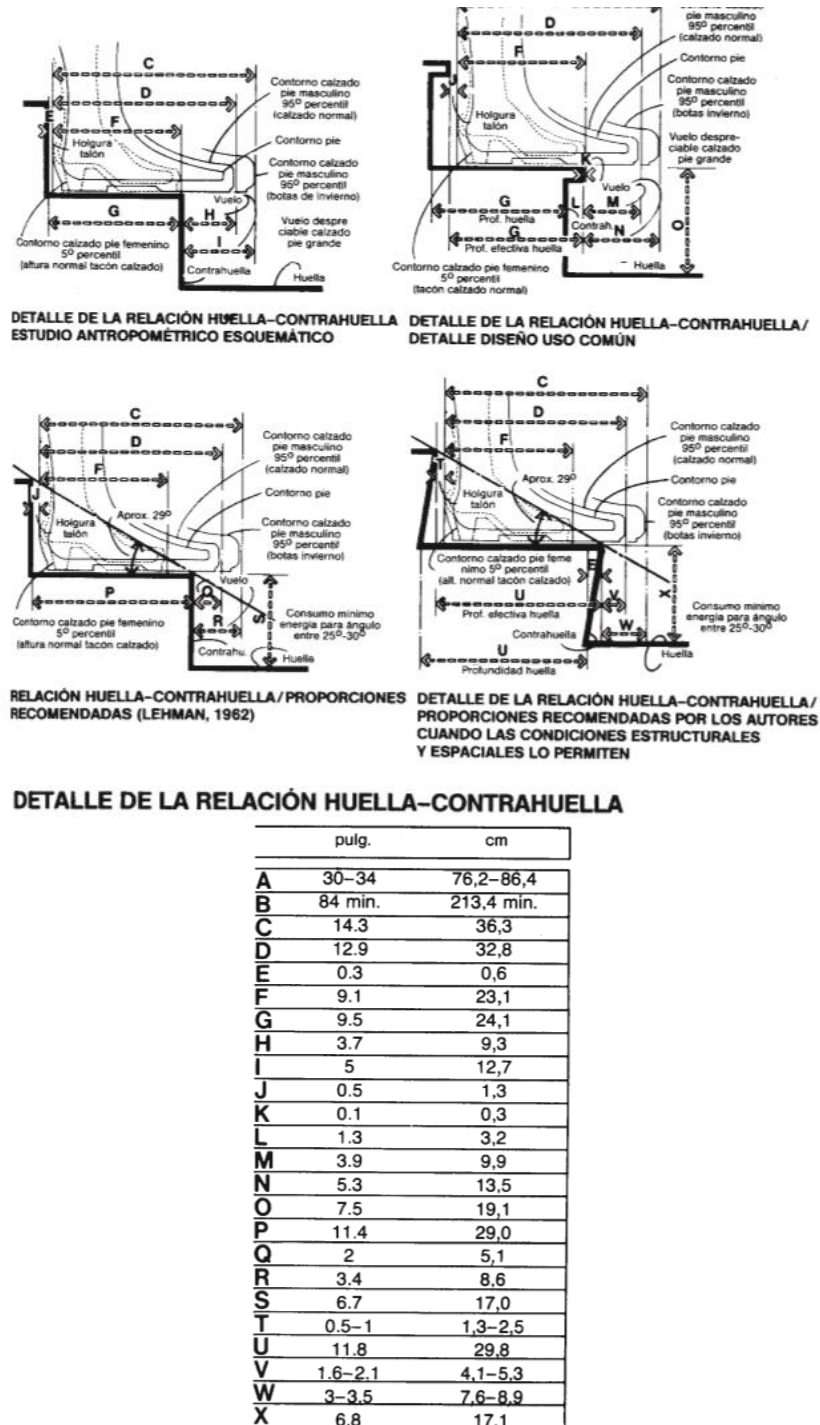 C
D
E
F
Holgura
talón
Contorno calzado
pie masculino
95º percentil
(calzado normal)
Contorno pie
Contorno calzado
pie masculino
95º percentil
(botas de invierno)
Vuelo
G
H
I
Vuelo despre
ciable calzado
pie grande
Contorno calzado pie femenino
5º percentil
(altura normal tacón calzado)
Contrahuella
Huella
DETALLE DE LA RELACIÓN HUELLA–CONTRAHUELLA
ESTUDIO ANTROPOMÉTRICO ESQUEMÁTICO
D
F
J
Holgura
talón
pie masculino
95º percentil
(calzado normal)
Contorno pie
Contorno calzado
pie masculino
95º percentil
(botas invierno)
Vuelo despre-
ciable calzado
pie grande
K
Vuelo
G
L
M
O
Prof. huella
Contrah.
N
G
Prof. efectiva huella
Huella
Contorno calzado pie femenino
5º percentil
(tacón calzado normal)
DETALLE DE LA RELACIÓN HUELLA–CONTRAHUELLA/
DETALLE DISEÑO USO COMÚN
C
D
F
J
Aprox. 29º
Holgura
talón
Contorno calzado
pie masculino
95º percentil
(calzado normal)
Contorno pie
Contorno calzado
pie masculino
95º percentil
(botas invierno)
Vuelo
P
Q
R
S
Contorno calzado pie femenino
5º percentil
(altura normal tacón calzado)
Contrahu.
Huella
Consumo mínimo
energía para ángulo
entre 25º-30º
RELACIÓN HUELLA–CONTRAHUELLA/PROPORCIONES
RECOMENDADAS (LEHMAN, 1962)
C
D
F
T
Aprox. 29º
Holgura
talón
Contorno calzado
pie masculino
95º percentil
(calzado normal)
Contorno pie
Contorno calzado
pie masculino
95º percentil
(botas invierno)
Contorno calzado pie feme
nimo 5º percentil
(alt. normal tacón calzado)
E
U
V
X
Prof. efectiva huella
W
Contrahuella
Huella
U
Profundidad huella
Consumo mínimo
energía para ángulo
entre 25º-30º
DETALLE DE LA RELACIÓN HUELLA–CONTRAHUELLA/
PROPORCIONES RECOMENDADAS POR LOS AUTORES
CUANDO LAS CONDICIONES ESTRUCTURALES
Y ESPACIALES LO PERMITEN
DETALLE DE LA RELACIÓN HUELLA–CONTRAHUELLA
pulg. cm
A 30–34 76,2–86,4
B 84 min. 213,4 min.
C 14.3 36,3
D 12.9 32,8
E 0.3 0,6
F 9.1 23,1
G 9.5 24,1
H 3.7 9,3
I 5 12,7
J 0.5 1,3
K 0.1 0,3
L 1.3 3,2
M 3.9 9,9
N 5.3 13,5
O 7.5 19,1
P 11.4 29,0
Q 2 5,1
R 3.4 8,6
S 6.7 17,0
T 0.5–1 1,3–2,5
U 11.8 29,8
V 1.6–2.1 4,1–5,3
W 3–3.5 7,6–8,9
X 6.8 17,1